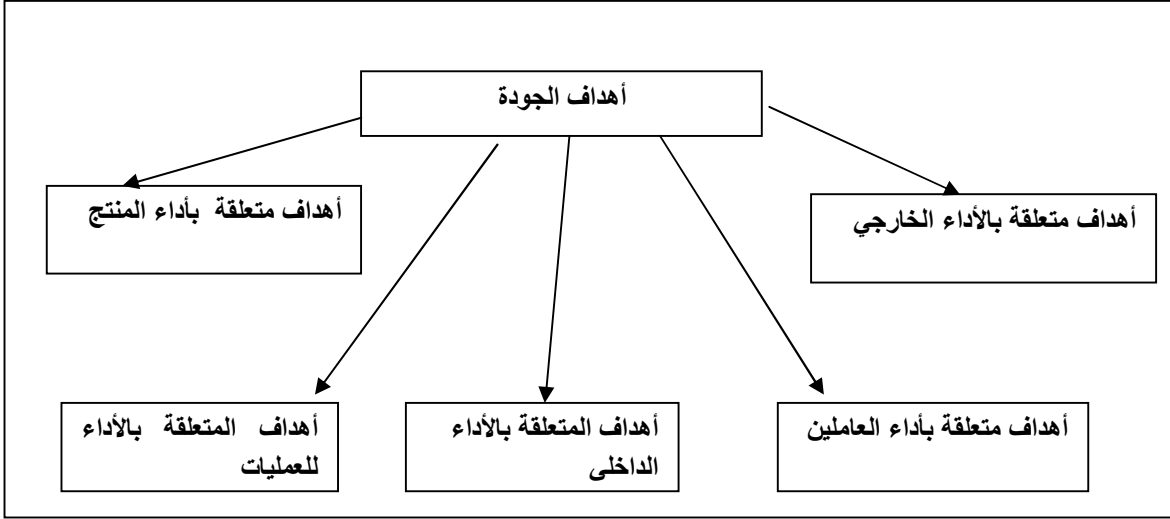 أهداف الجودة
أهداف متعلقة بالأداء الخارجي
أهداف متعلقة بأداء المنتج
أهداف متعلقة بأداء العاملين
أهداف المتعلقة بالأداء
الداخلى
أهداف المتعلقة بالأداء
للعمليات